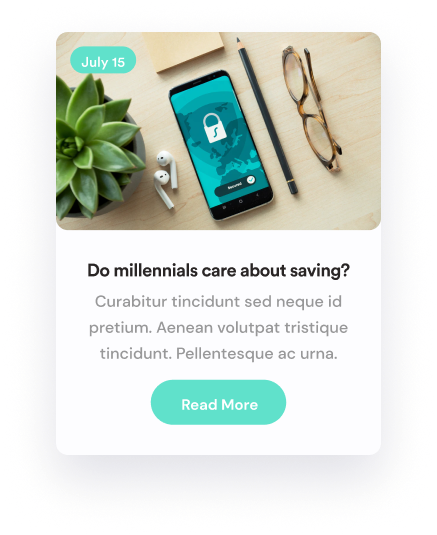 July 15
Secured
Do millennials care about saving?
Curabitur tincidunt sed neque id
pretium. Aenean volutpat tristique
tincidunt. Pellentesque ac urna.
Read More